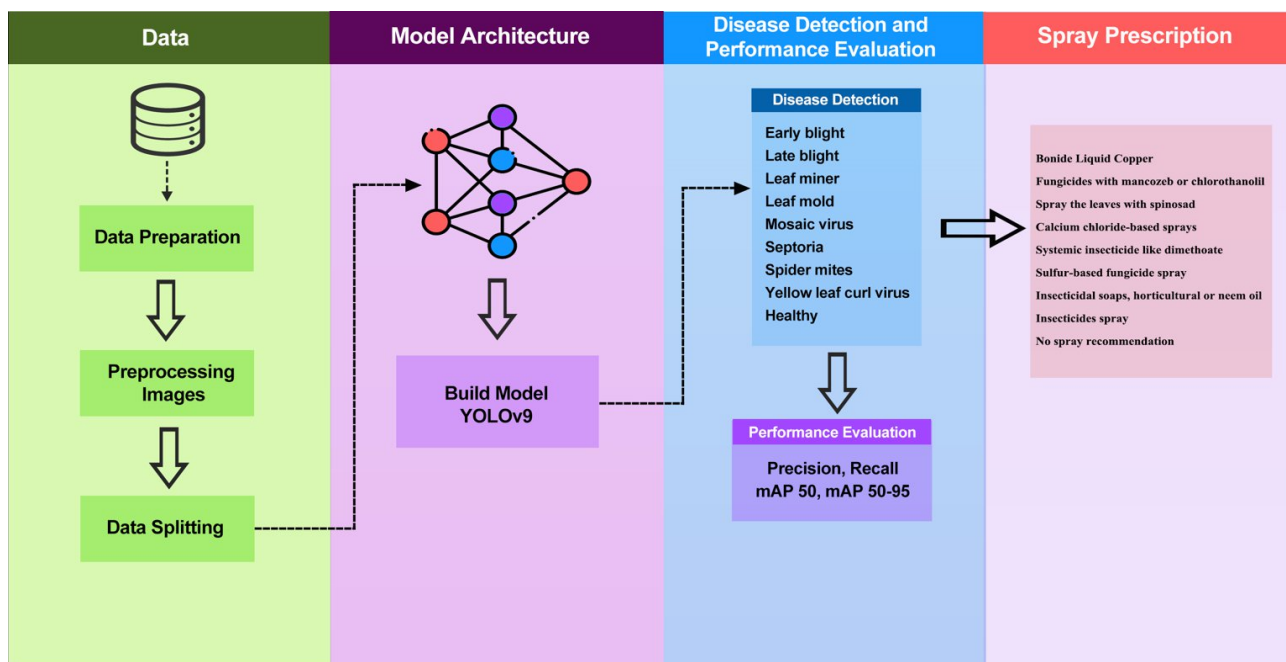 Data
Model Architecture
Disease Detection and
Performance Evaluation
Spray Prescription
Data Preparation
Preprocessing
Images
Data Splitting
Build Model
YOLOv9
Disease Detection
Early blight
Late blight
Leaf miner
Leaf mold
Mosaic virus
Septoria
Spider mites
Yellow leaf curl virus
Healthy
Performance Evaluation
Precision, Recall
mAP 50, mAP 50-95
Bonide Liquid Copper
Fungicides with mancozeb or chlorothanolil
Spray the leaves with spinosad
Calcium chloride-based sprays
Systemic insecticide like dimethoate
Sulfur-based fungicide spray
Insecticidal soaps, horticultural or neem oil
Insecticides spray
No spray recommendation